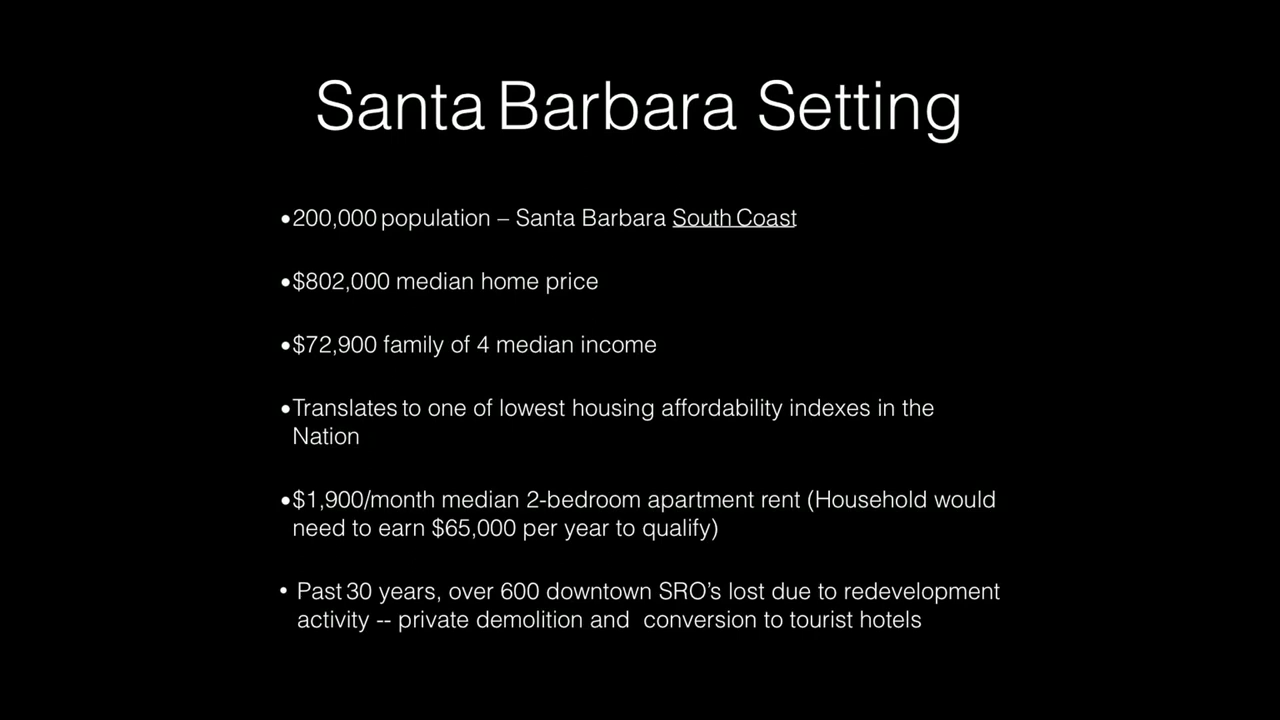 Santa Barbara Setting
•200,000 population – Santa Barbara South Coast
•$802,000 median home price
•$72,900 family of 4 median income
•Translates to one of lowest housing affordability indexes in the
Nation
•$1,900/month median 2-bedroom apartment rent (Household would
need to earn $65,000 per year to qualify)
• Past 30 years, over 600 downtown SRO’s lost due to redevelopment
activity -- private demolition and  conversion to tourist hotels